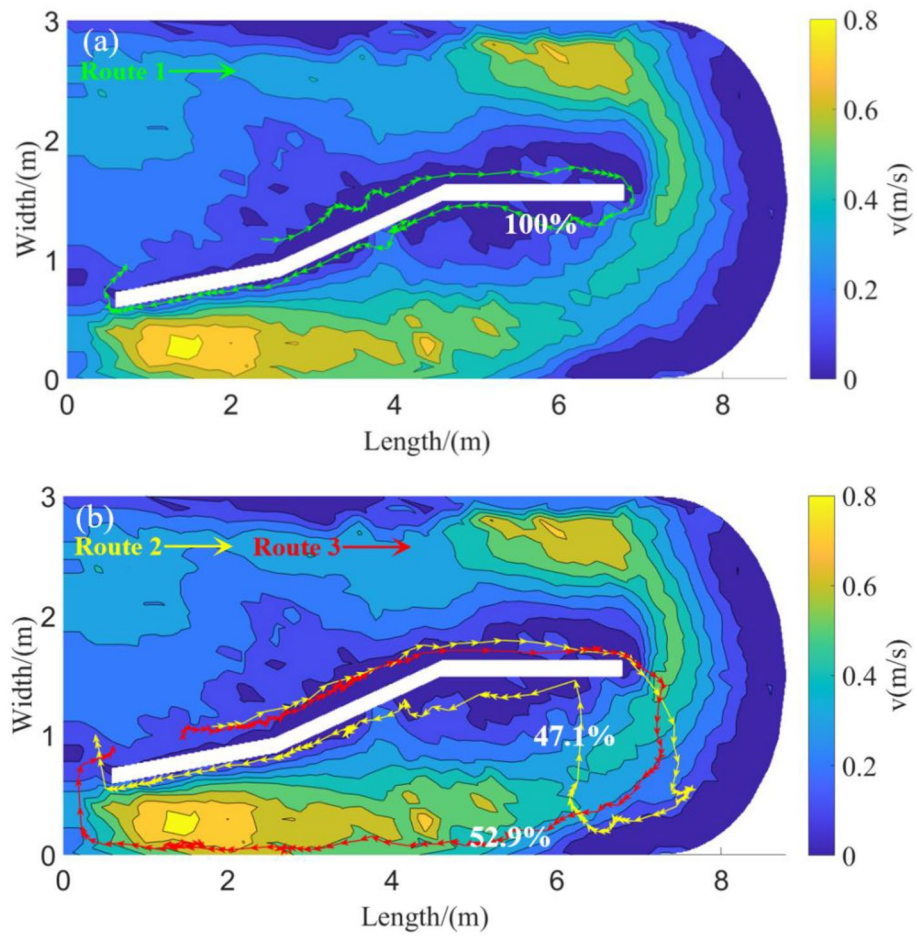 (a)
Route 1
100%
3
2
1
0
Width/(m)
0 2 4 6 8
Length/(m)
0.8
0.6
0.4
0.2
0
v(m/s)
(b)
Route 2 Route 3
47.1%
52.9%
3
2
1
0
Width/(m)
0 2 4 6 8
Length/(m)
0.8
0.6
0.4
0.2
0
v(m/s)